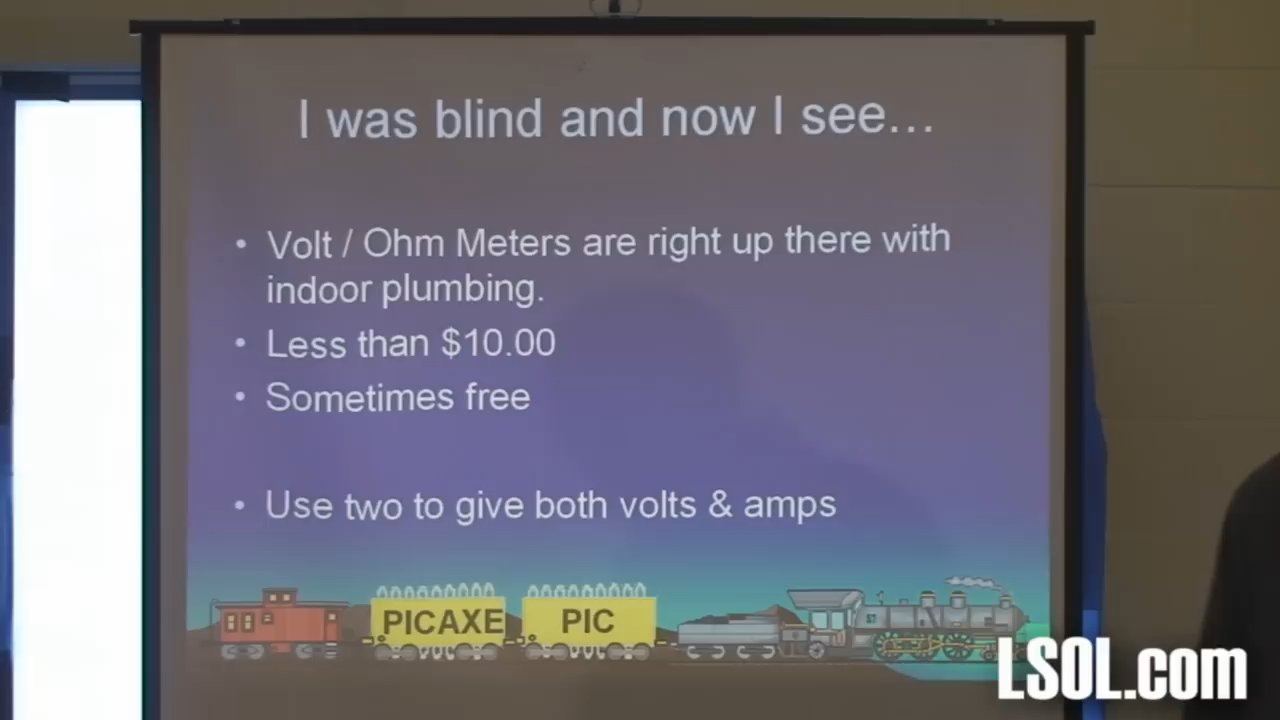 I was blind and now I see...
• Volt / Ohm Meters are right up there with
indoor plumbing.
• Less than $10.00
• Sometimes free
• Use two to give both volts & amps
PICAXE
PIC
LSOL.com